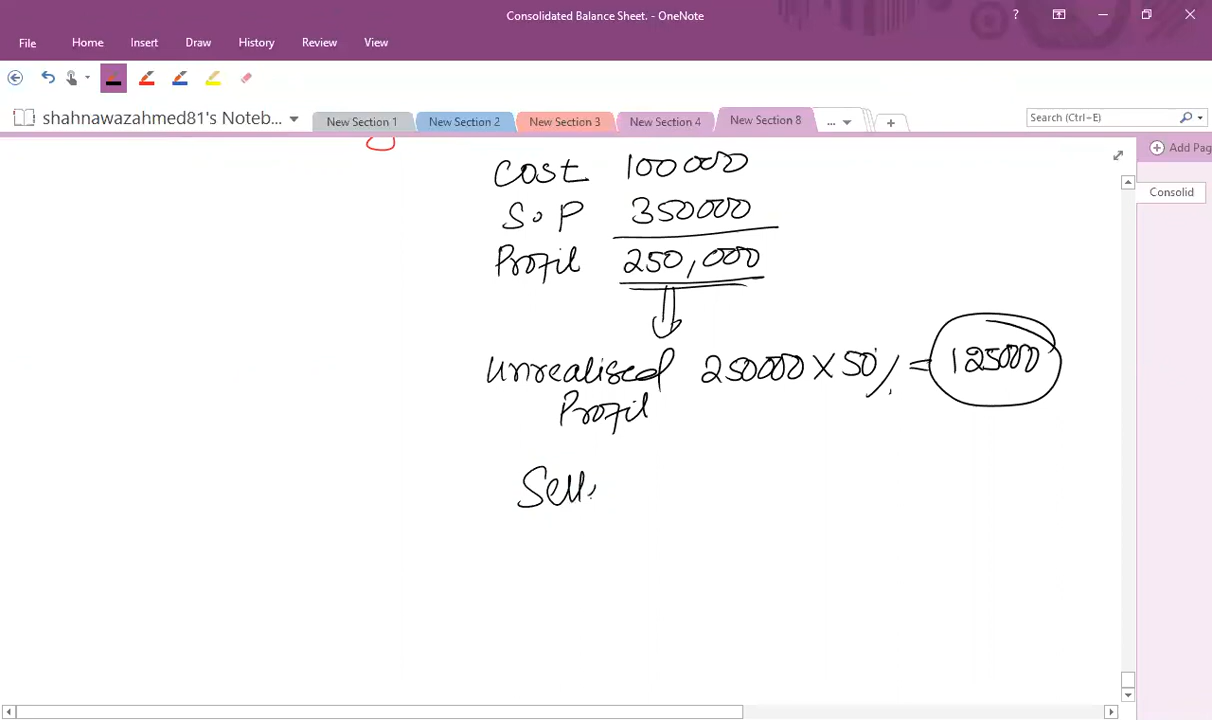 Consolidated Balance Sheet. - OneNote
?
File Home Insert Draw History Review View
shahnawazahmed81's Noteb... New Section 1 New Section 2 New Section 3 New Section 4 New Section 8 ... Search (Ctrl+E)
Add Pag
Consolid
Cost 100000
S.P 350000
Profit 250,000
Unrealised 250000 X 50% = 125000
Profit
Sell